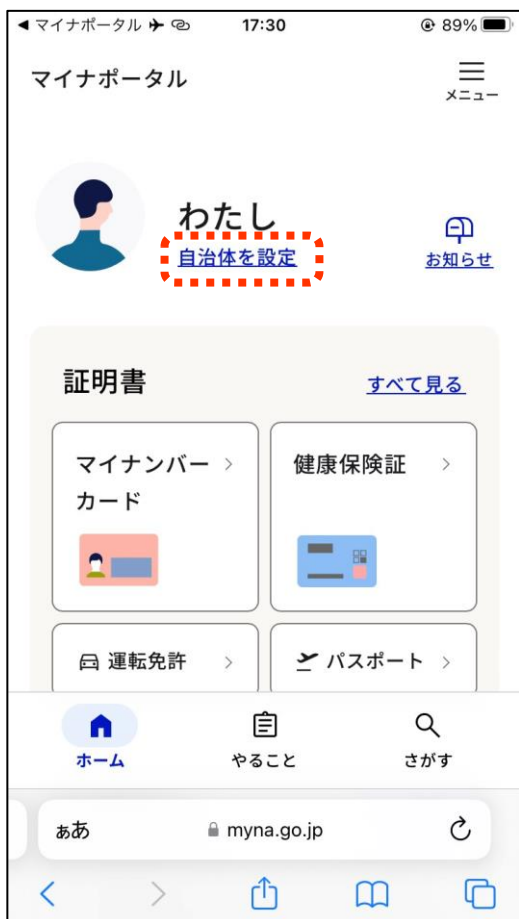 ◀ マイナポータル 17:30 89%
マイナポータル
メニュー
わたし
自治体を設定
お知らせ
証明書
すべて見る
マイナンバー
カード
健康保険証
運転免許
パスポート
ホーム
やること
さがす
ぁあ
myna.go.jp